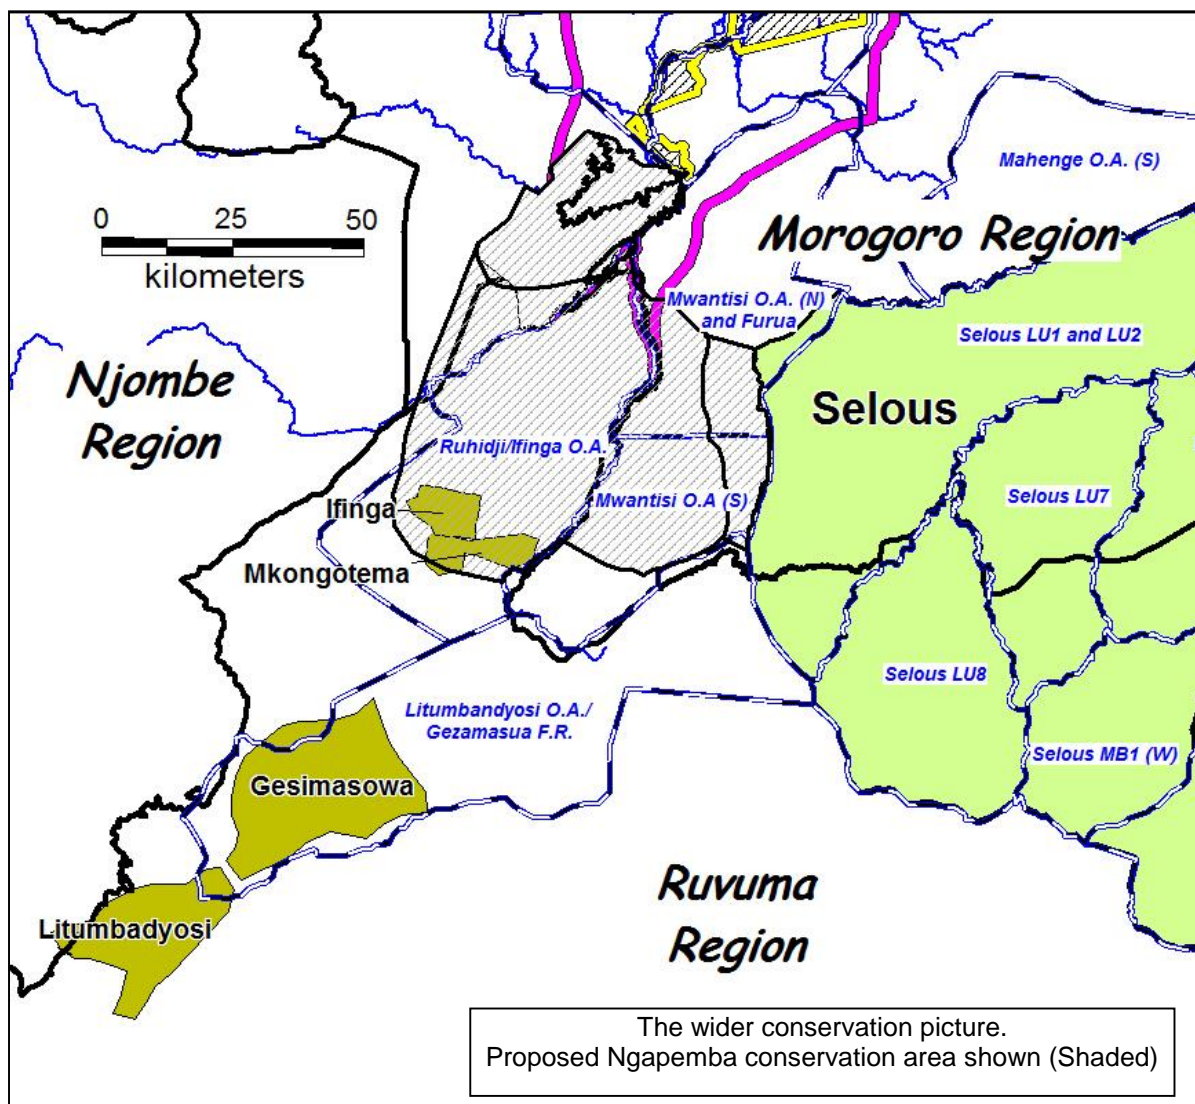 Mahenge O.A. (S)
0 25 50
kilometers
Morogoro Region
Mwantisi O.A. (N)
and Furua
Selous LU1 and LU2
Njombe
Region
Selous
Ruhidji/Ifinga O.A.
Ifinga
Mwantisi O.A (S)
Selous LU7
Mkongotema
Selous LU8
Litumbandyosi O.A./
Gezamasua F.R.
Selous MB1 (W)
Gesimasowa
Ruvuma
Region
Litumbadyosi
The wider conservation picture.
Proposed Ngapemba conservation area shown (Shaded)